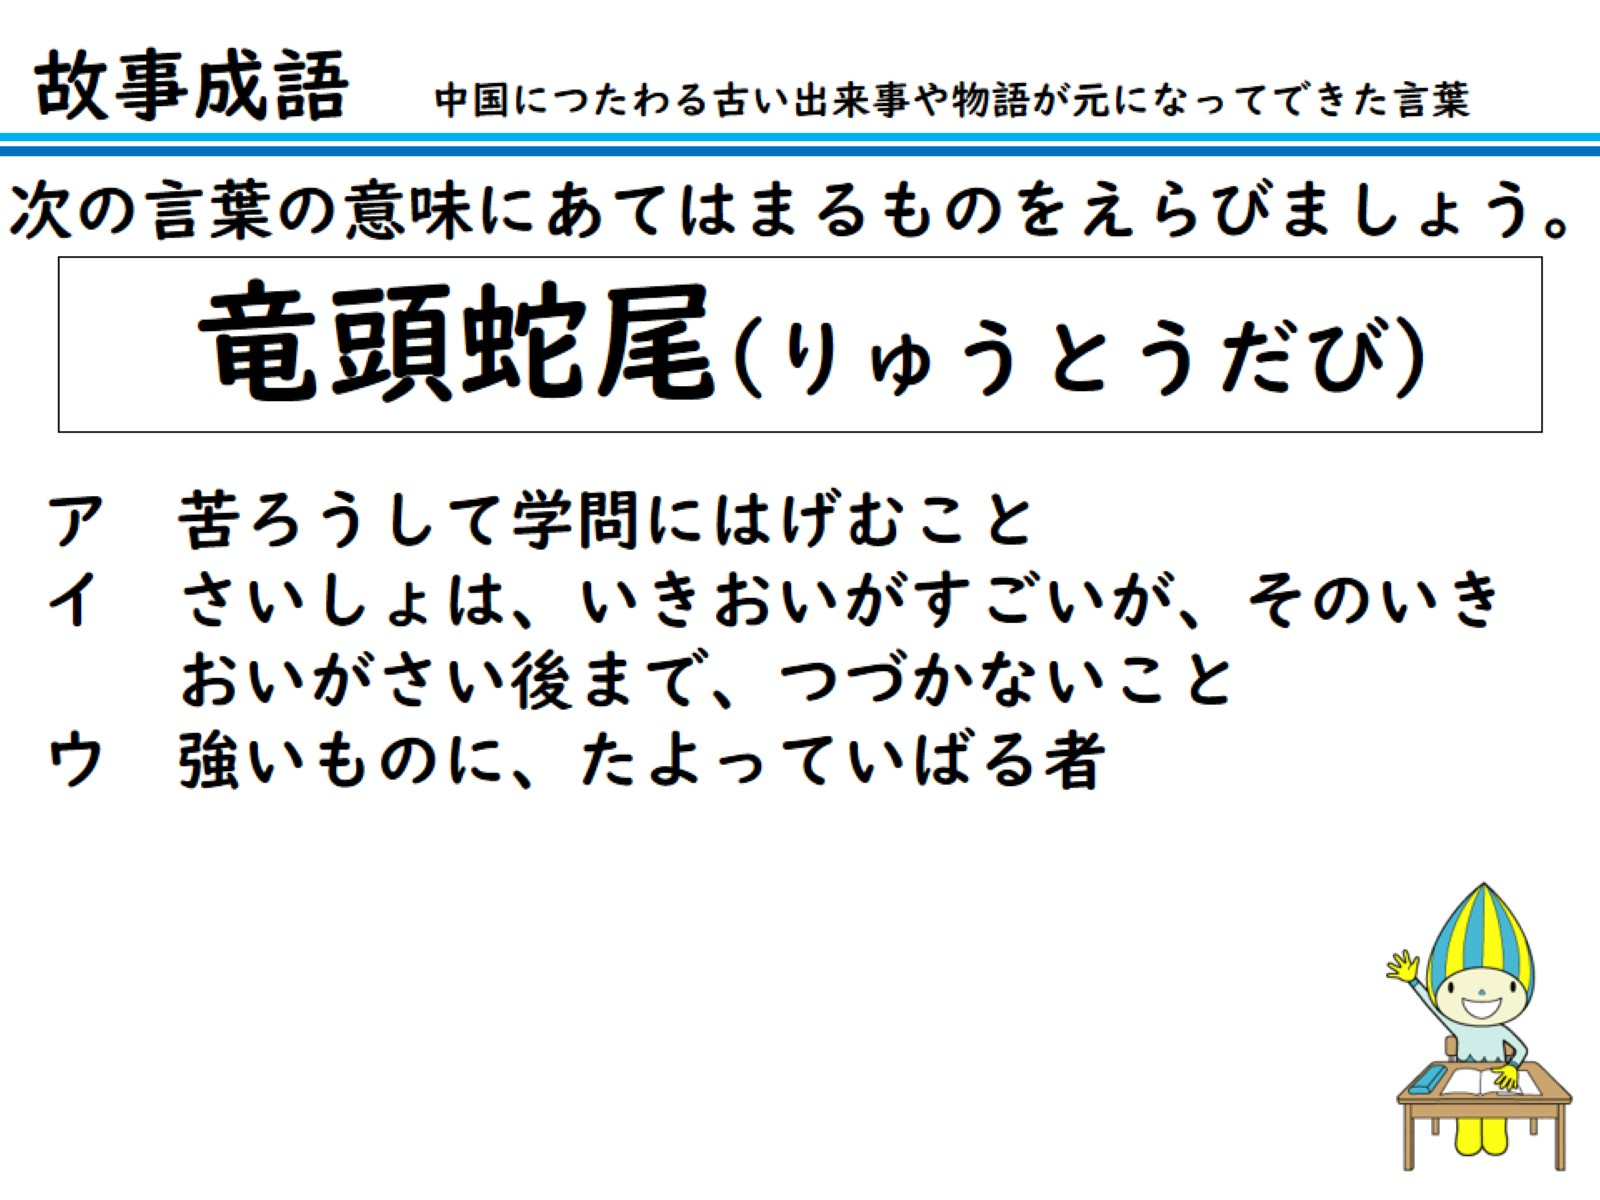 故事成語　中国につたわる古い出来事や物語が元になってできた言葉
次の言葉の意味にあてはまるものをえらびましょう。
竜頭蛇尾(りゅうとうだび)
ア　苦ろうして学問にはげむこと
イ　さいしょは、いきおいがすごいが、そのいき
おいがさい後まで、つづかないこと
ウ　強いものに、たよっていばる者